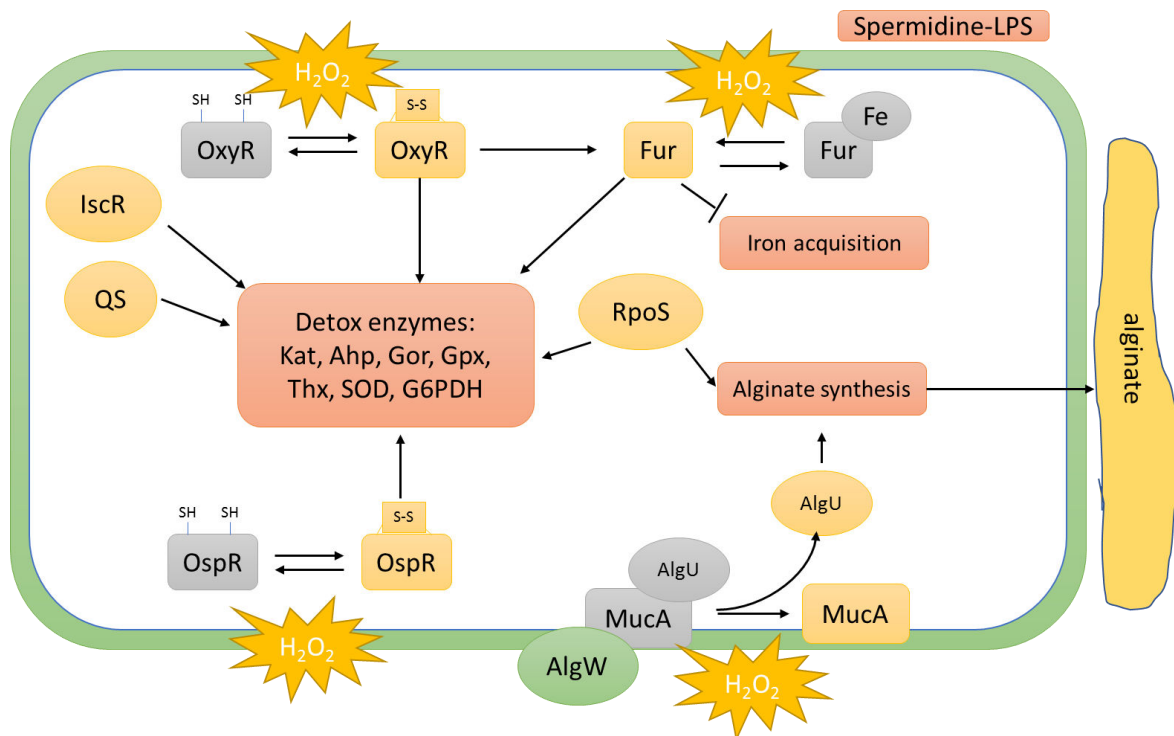 Spermidine-LPS
H₂O₂
H₂O₂
SH
SH
S-S
Fe
OxyR
OxyR
Fur
Fur
IscR
Iron acquisition
QS
Detox enzymes:
Kat, Ahp, Gor, Gpx,
Thx, SOD, G6PDH
RpoS
Alginate synthesis
alginate
SH
SH
S-S
AlgU
OspR
OspR
AlgU
MucA
MucA
H₂O₂
AlgW
H₂O₂